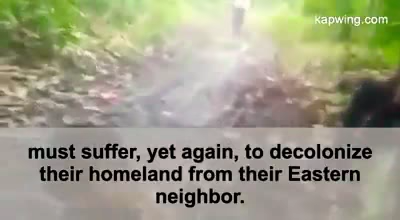 kapwing.com
must suffer, yet again, to decolonize
their homeland from their Eastern
neighbor.